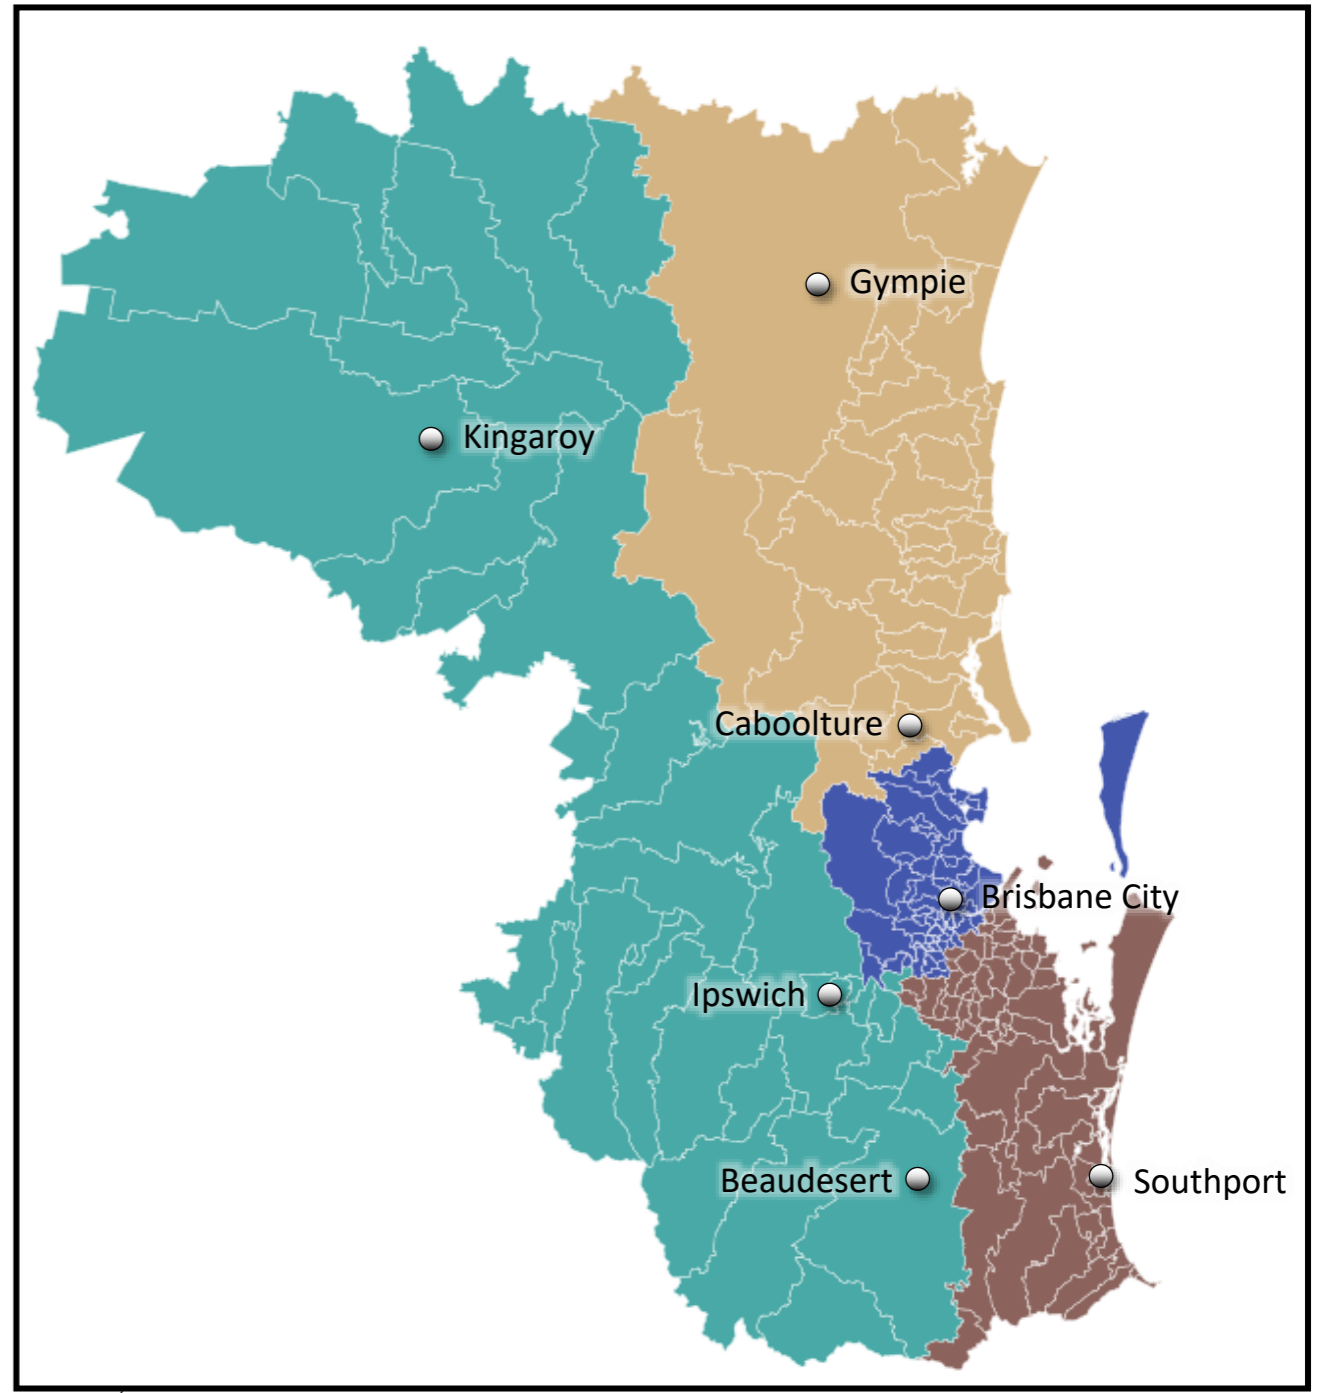 Gympie
Kingaroy
Caboolture
Brisbane City
Ipswich
Beaudesert
Southport